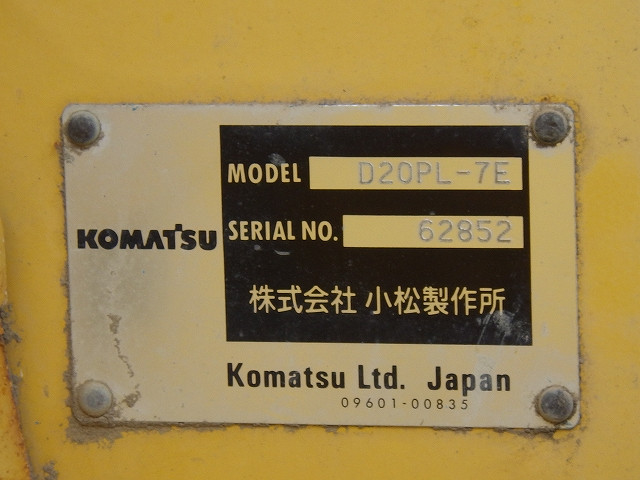 MODEL D20PL-7E
KOMATSU
SERIAL NO. 62852
株式会社 小松製作所
Komatsu Ltd. Japan
09601-00835